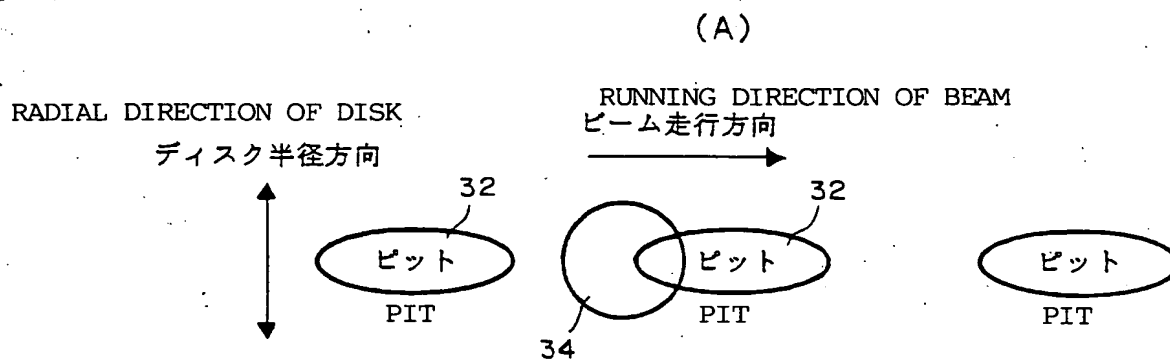 (A)
RADIAL DIRECTION OF DISK
ディスク半径方向
RUNNING DIRECTION OF BEAM
ビーム走行方向
32
32
ピット
ピット
ピット
PIT
PIT
PIT
34